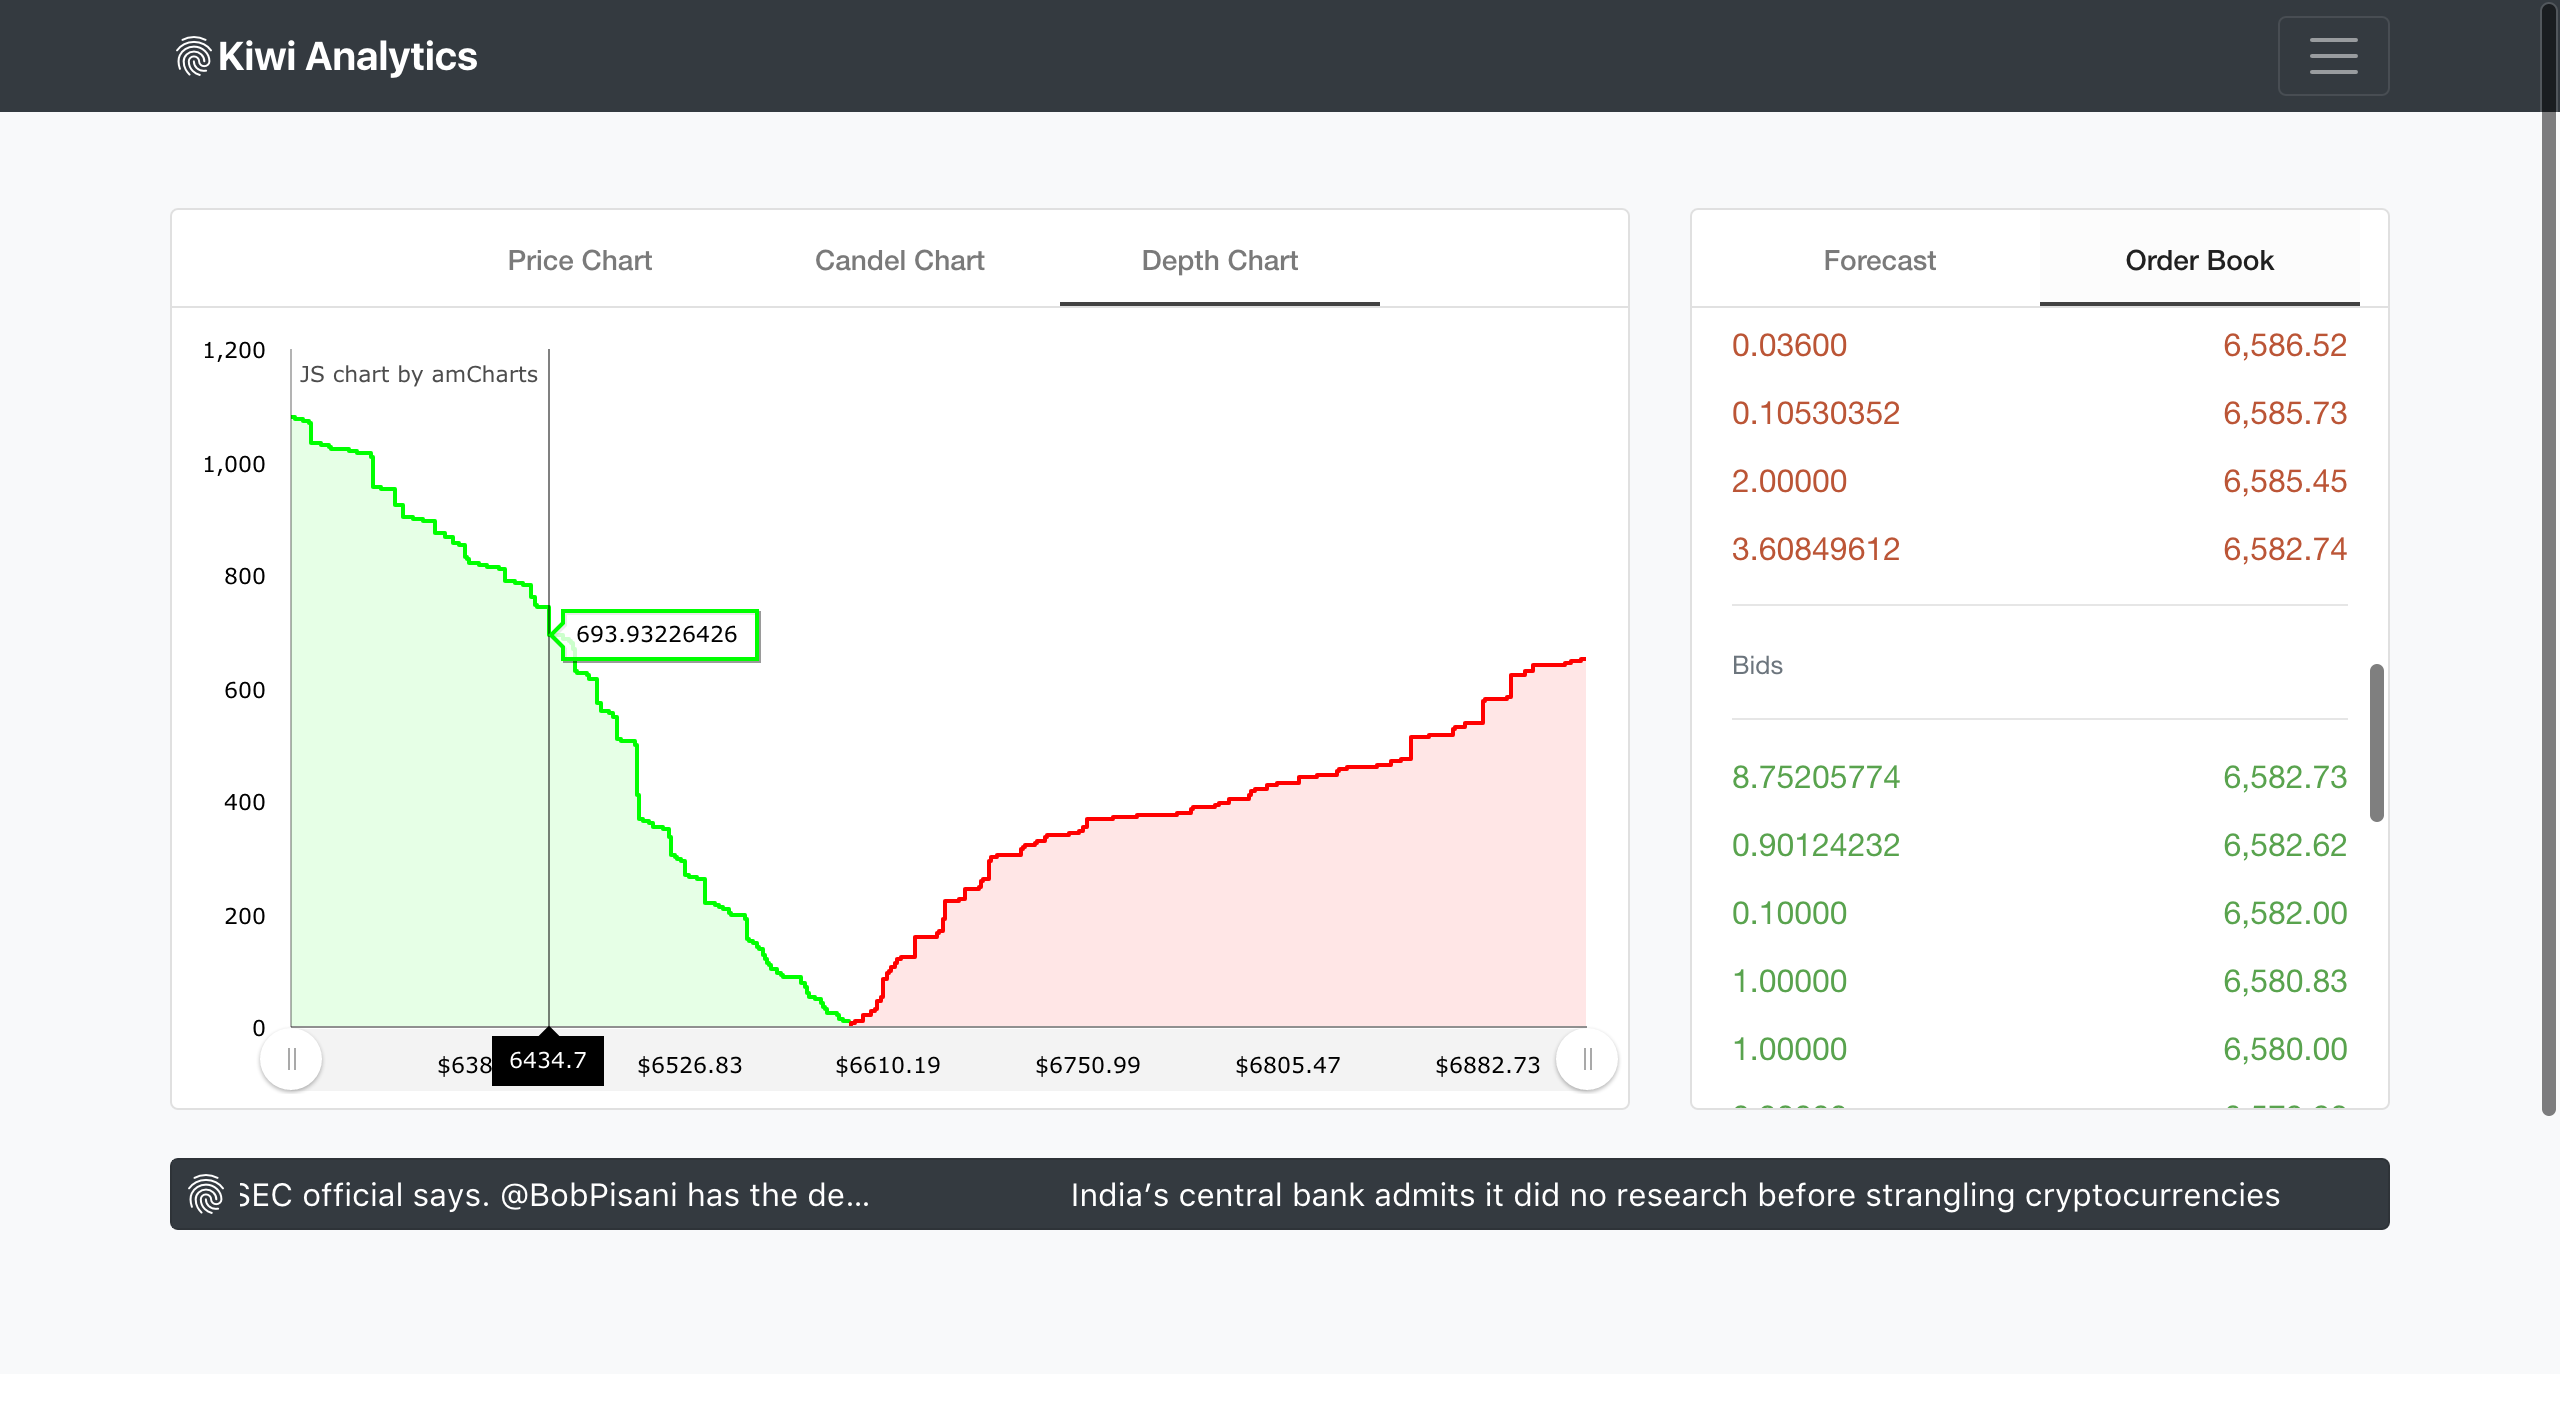 Kiwi Analytics
Price Chart Candel Chart Depth Chart
1,200
JS chart by amCharts
1,000
800
693.93226426
600
400
200
0
$638 6434.7 $6526.83 $6610.19 $6750.99 $6805.47 $6882.73
Forecast Order Book
0.03600 6,586.52
0.10530352 6,585.73
2.00000 6,585.45
3.60849612 6,582.74
Bids
8.75205774 6,582.73
0.90124232 6,582.62
0.10000 6,582.00
1.00000 6,580.83
1.00000 6,580.00
SEC official says. @BobPisani has the de... India’s central bank admits it did no research before strangling cryptocurrencies